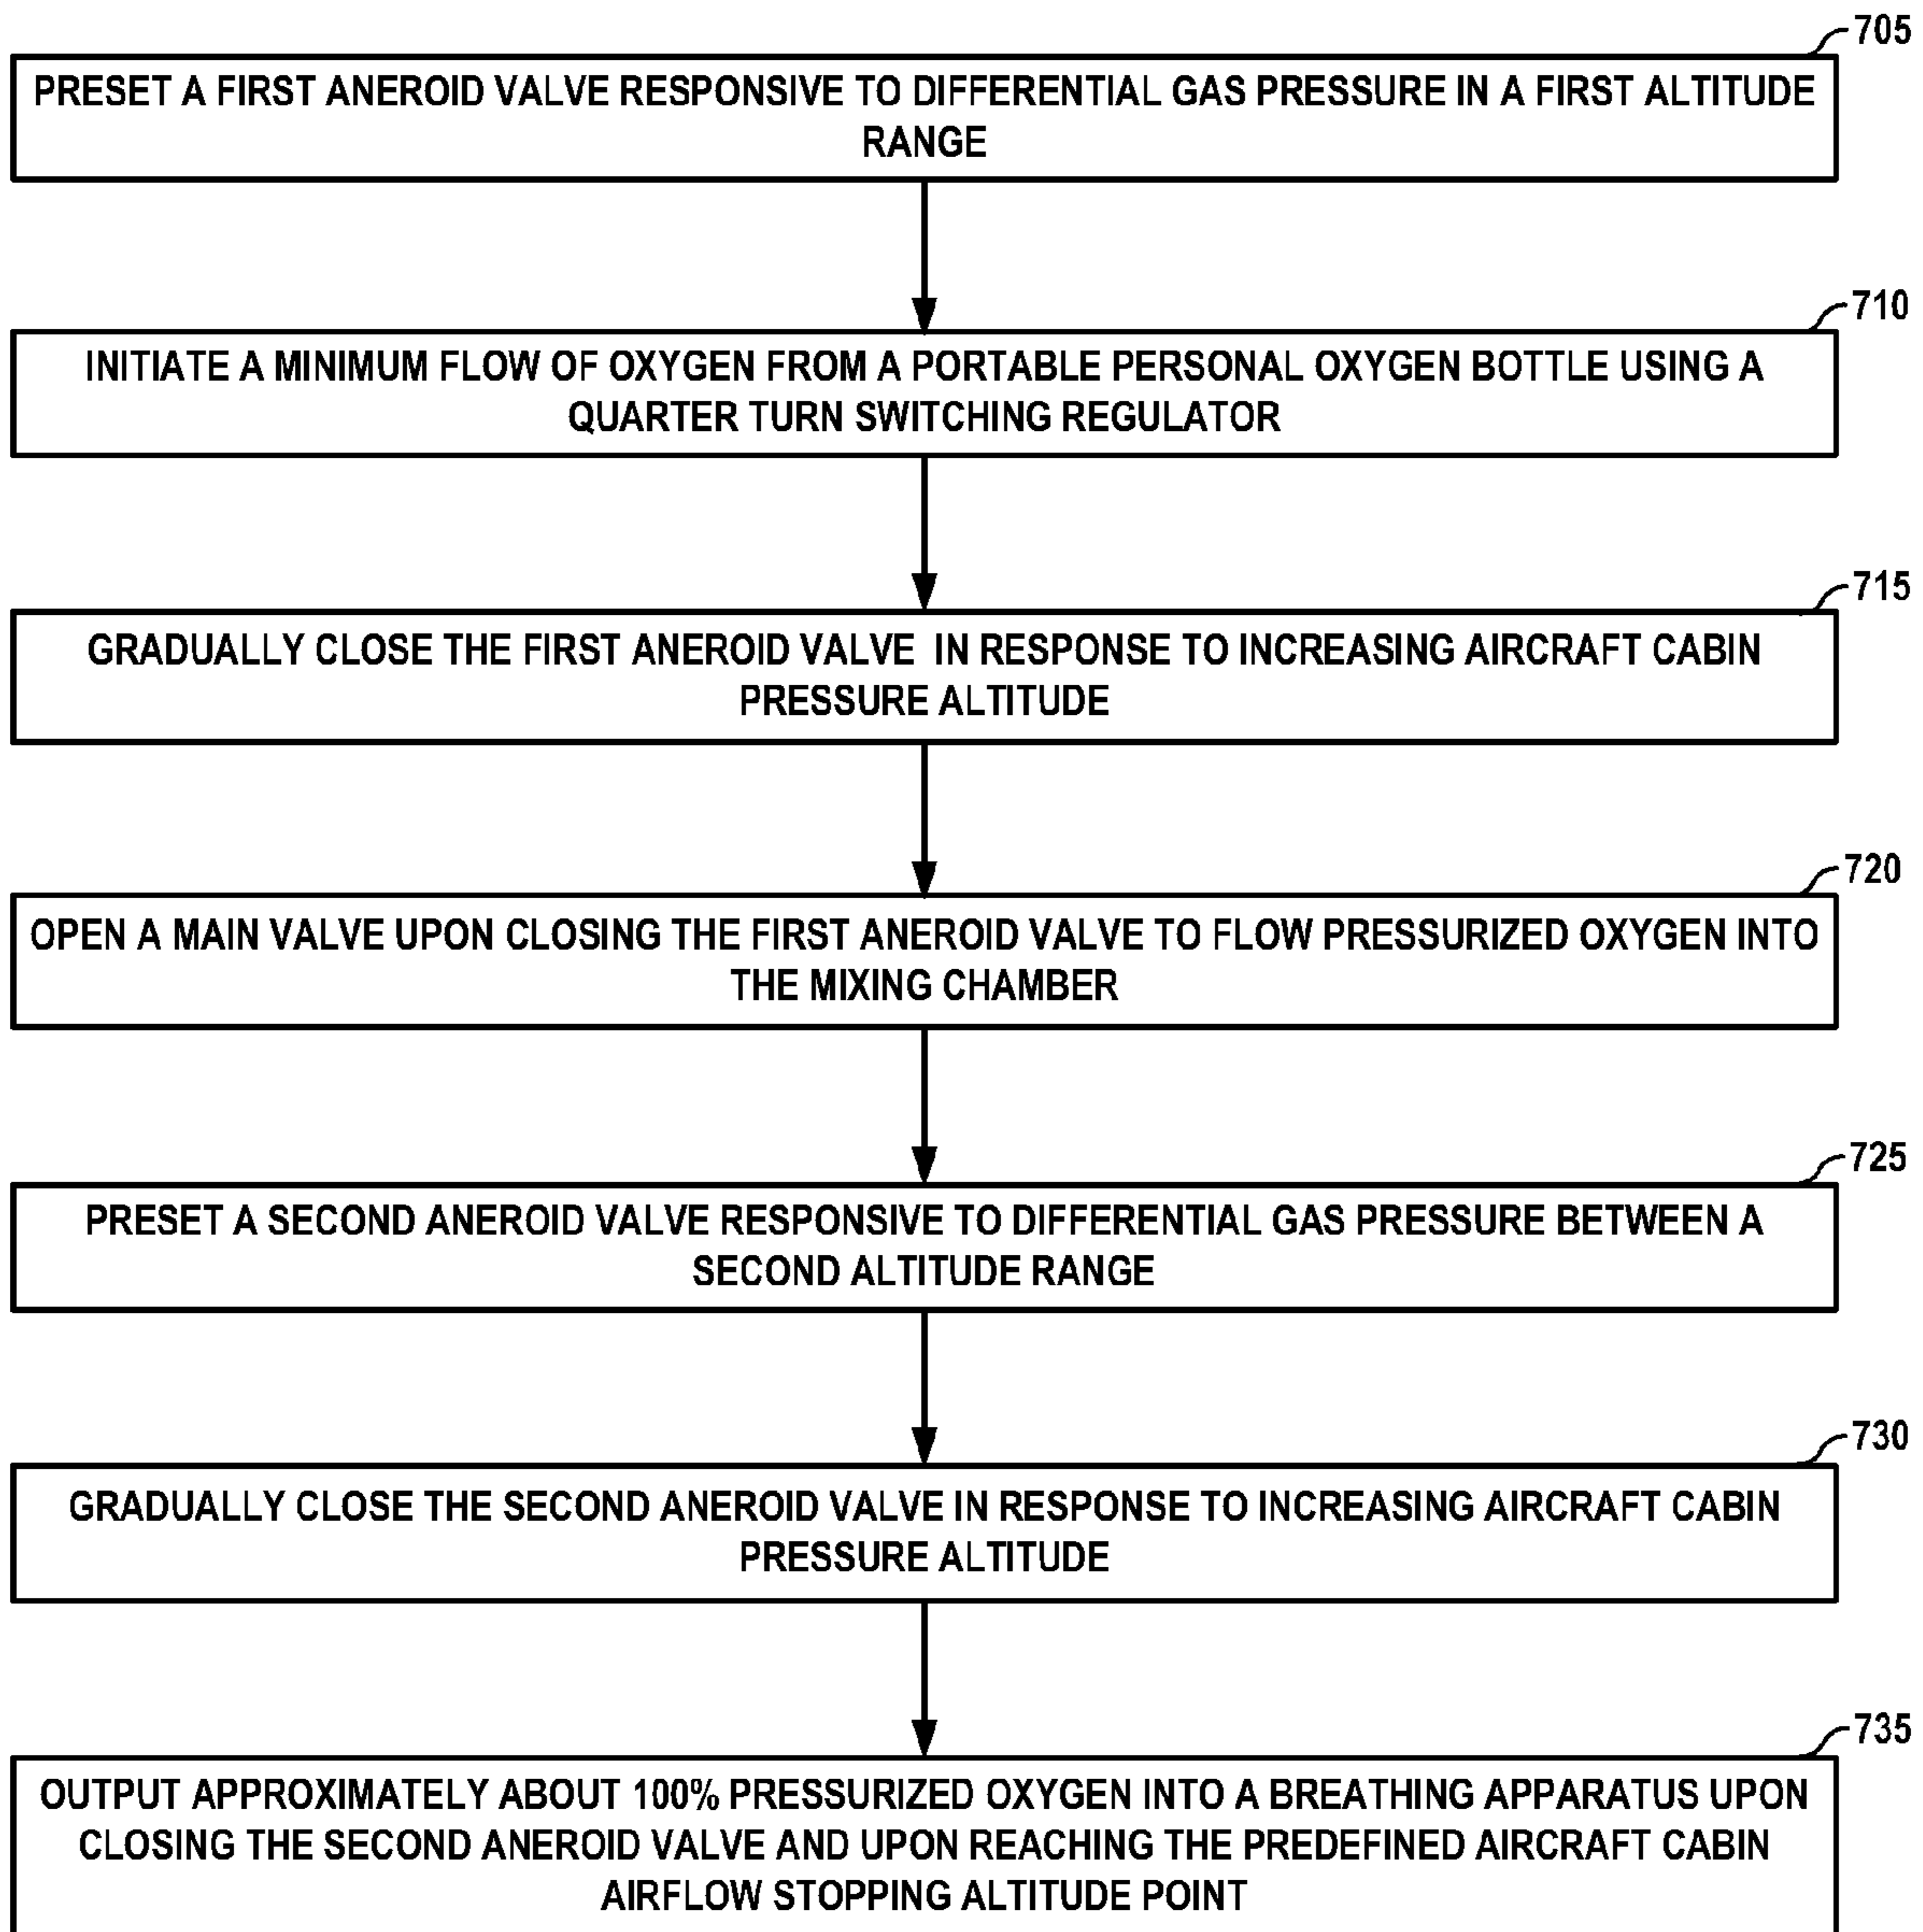 705
PRESET A FIRST ANEROID VALVE RESPONSIVE TO DIFFERENTIAL GAS PRESSURE IN A FIRST ALTITUDE
RANGE
710
INITIATE A MINIMUM FLOW OF OXYGEN FROM A PORTABLE PERSONAL OXYGEN BOTTLE USING A
QUARTER TURN SWITCHING REGULATOR
715
GRADUALLY CLOSE THE FIRST ANEROID VALVE IN RESPONSE TO INCREASING AIRCRAFT CABIN
PRESSURE ALTITUDE
720
OPEN A MAIN VALVE UPON CLOSING THE FIRST ANEROID VALVE TO FLOW PRESSURIZED OXYGEN INTO
THE MIXING CHAMBER
725
PRESET A SECOND ANEROID VALVE RESPONSIVE TO DIFFERENTIAL GAS PRESSURE BETWEEN A
SECOND ALTITUDE RANGE
730
GRADUALLY CLOSE THE SECOND ANEROID VALVE IN RESPONSE TO INCREASING AIRCRAFT CABIN
PRESSURE ALTITUDE
735
OUTPUT APPROXIMATELY ABOUT 100% PRESSURIZED OXYGEN INTO A BREATHING APPARATUS UPON
CLOSING THE SECOND ANEROID VALVE AND UPON REACHING THE PREDEFINED AIRCRAFT CABIN
AIRFLOW STOPPING ALTITUDE POINT